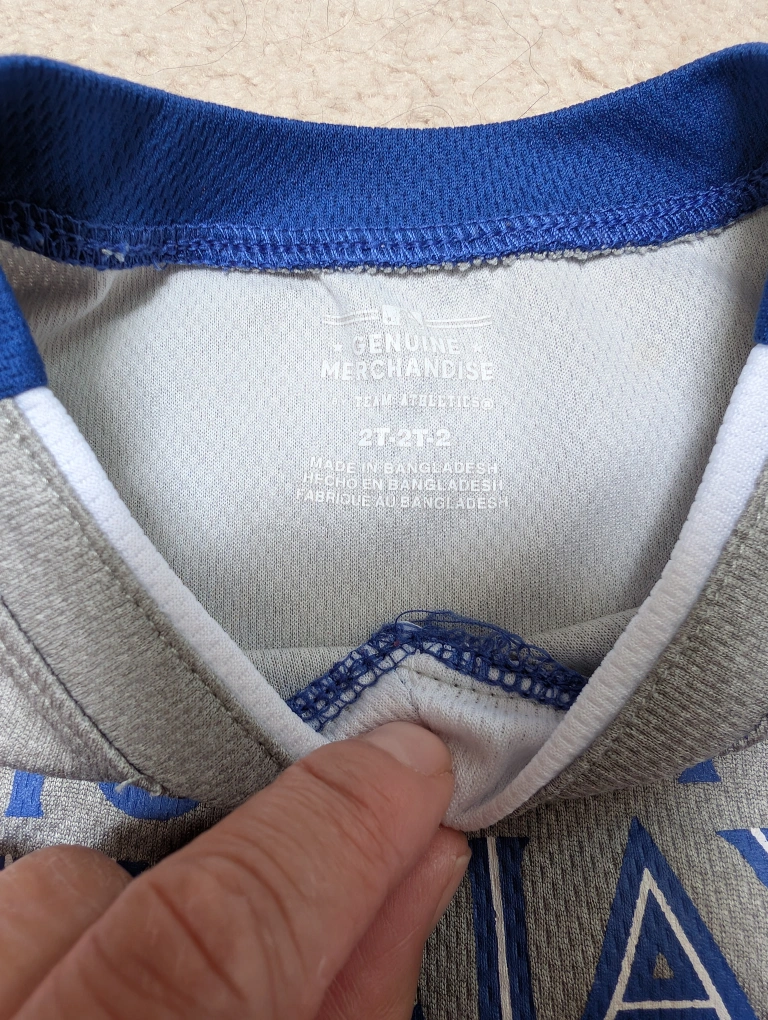 ★ GENUINE ★
MERCHANDISE
TEAM ATHLETICS®
2T-2T-2
MADE IN BANGLADESH
HECHO EN BANGLADESH
FABRIQUE AU BANGLADESH
A